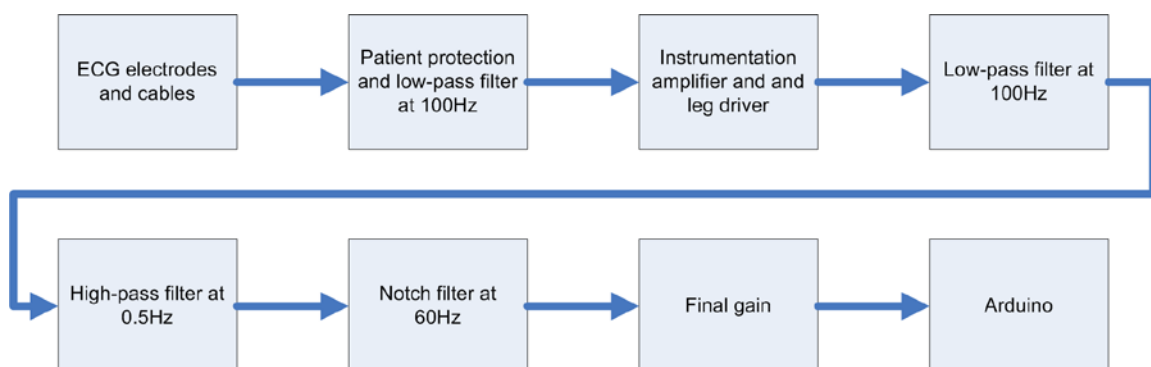 ECG electrodes
and cables
Patient protection
and low-pass filter
at 100Hz
Instrumentation
amplifier and and
leg driver
Low-pass filter at
100Hz
High-pass filter at
0.5Hz
Notch filter at
60Hz
Final gain
Arduino